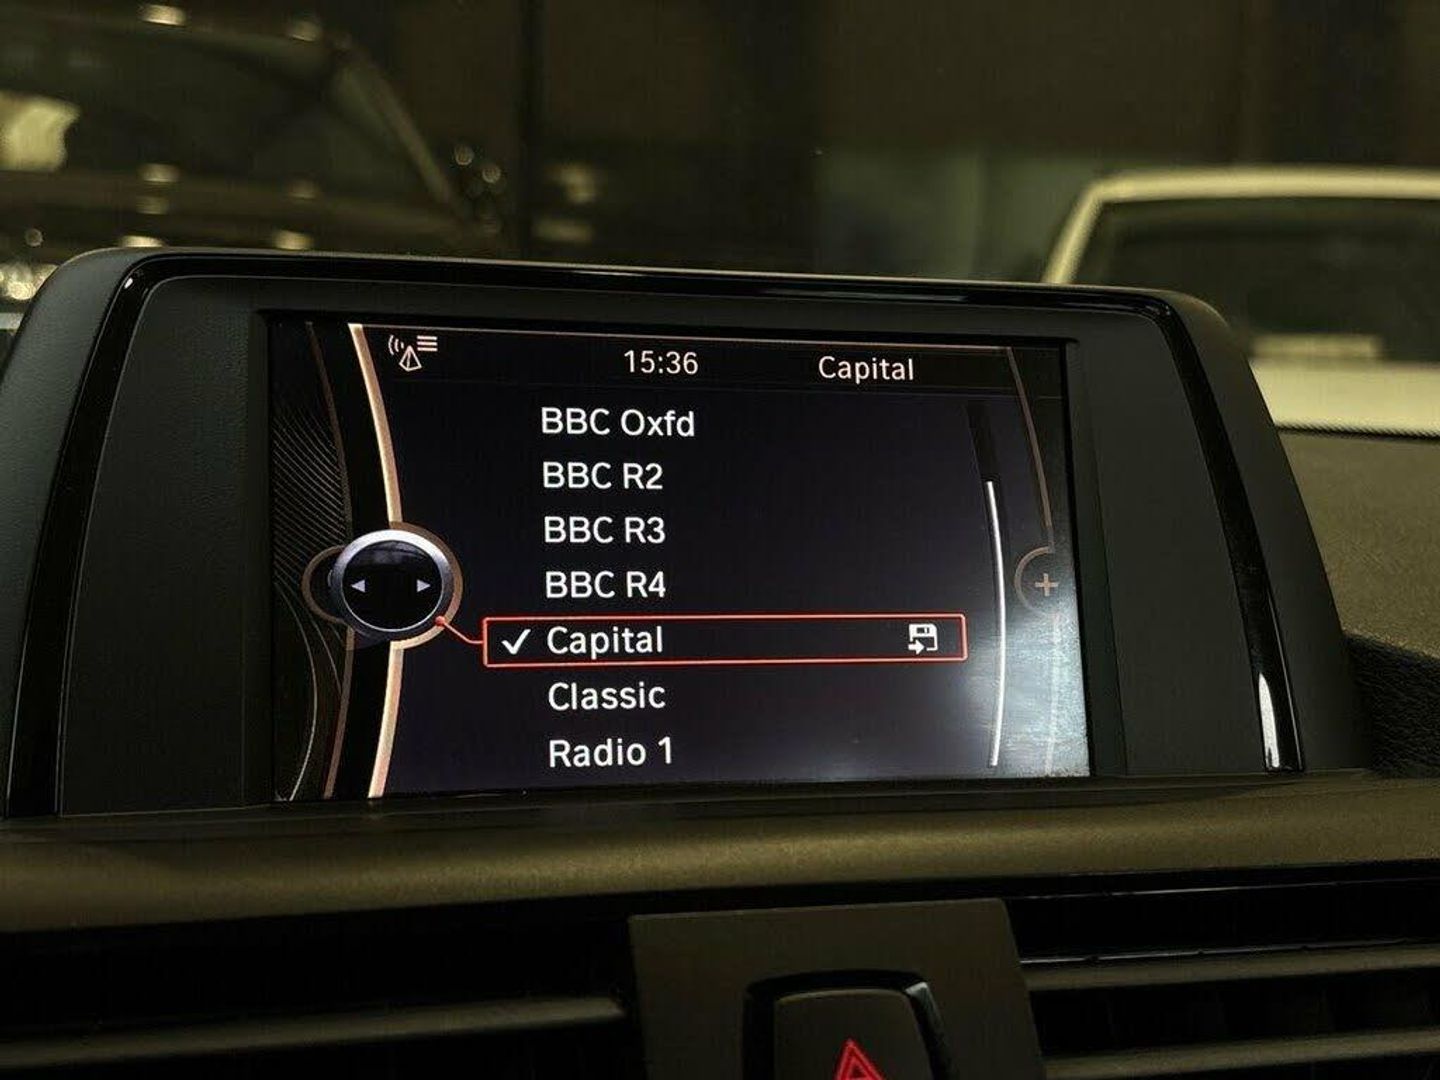 15:36 Capital
BBC Oxfd
BBC R2
BBC R3
BBC R4
Capital
Classic
Radio 1